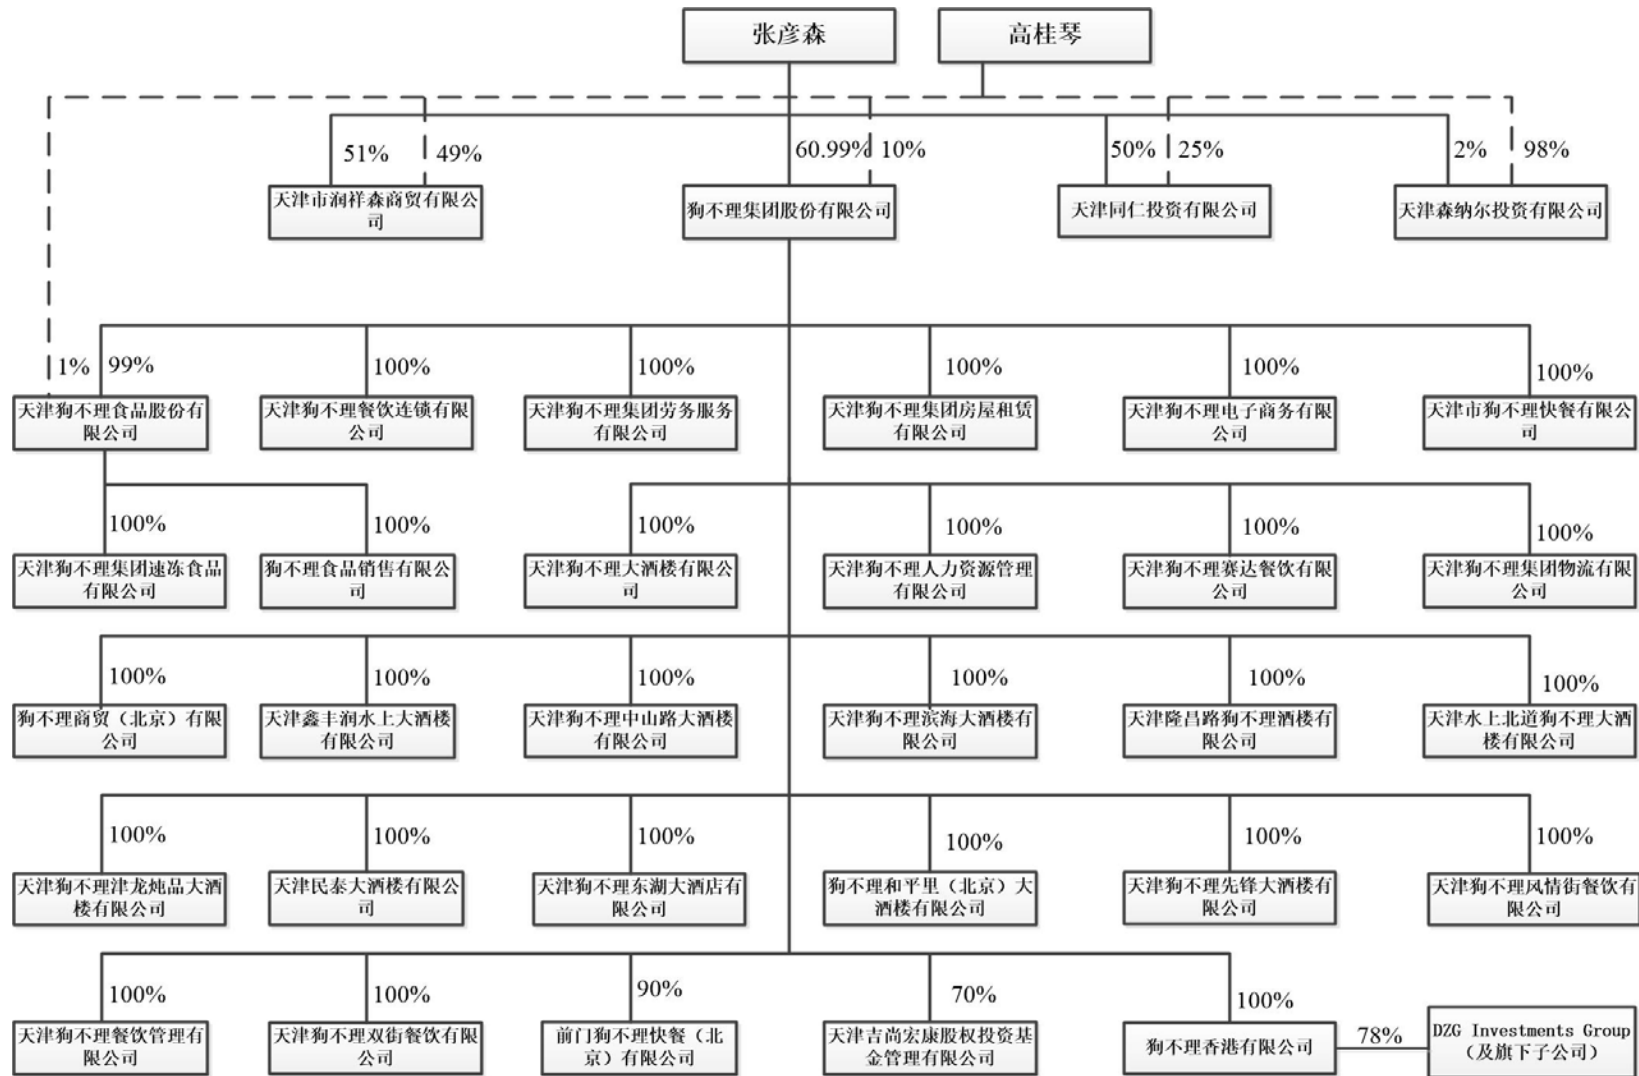 张彦森
高桂琴
51%
49%
60.99%
10%
50%
25%
2%
98%
天津市润祥森商贸有限公
司
狗不理集团股份有限公司
天津同仁投资有限公司
天津森纳尔投资有限公司
1%
99%
100%
100%
100%
100%
100%
天津狗不理食品股份有
限公司
天津狗不理餐饮连锁有限
公司
天津狗不理集团劳务服务
有限公司
天津狗不理集团房屋租赁
有限公司
天津狗不理电子商务有限
公司
天津市狗不理快餐有限公
司
100%
100%
100%
100%
100%
100%
天津狗不理集团速冻食品
有限公司
狗不理食品销售有限公
司
天津狗不理大酒楼有限公
司
天津狗不理人力资源管理
有限公司
天津狗不理赛达餐饮有限
公司
天津狗不理集团物流有限
公司
100%
100%
100%
100%
100%
100%
狗不理商贸（北京）有限
公司
天津鑫丰润水上大酒楼
有限公司
天津狗不理中山路大酒楼
有限公司
天津狗不理滨海大酒楼有
限公司
天津隆昌路狗不理酒楼有
限公司
天津水上北道狗不理大酒
楼有限公司
100%
100%
100%
100%
100%
100%
天津狗不理津龙炖品大酒
楼有限公司
天津民泰大酒楼有限公
司
天津狗不理东湖大酒店有
限公司
狗不理和平里（北京）大
酒楼有限公司
天津狗不理先锋大酒楼有
限公司
天津狗不理风情街餐饮有
限公司
100%
100%
90%
70%
100%
天津狗不理餐饮管理有
限公司
天津狗不理双街餐饮有限
公司
前门狗不理快餐（北
京）有限公司
天津吉尚宏康股权投资基
金管理有限公司
狗不理香港有限公司
78%
DZG Investments Group
（及旗下子公司）